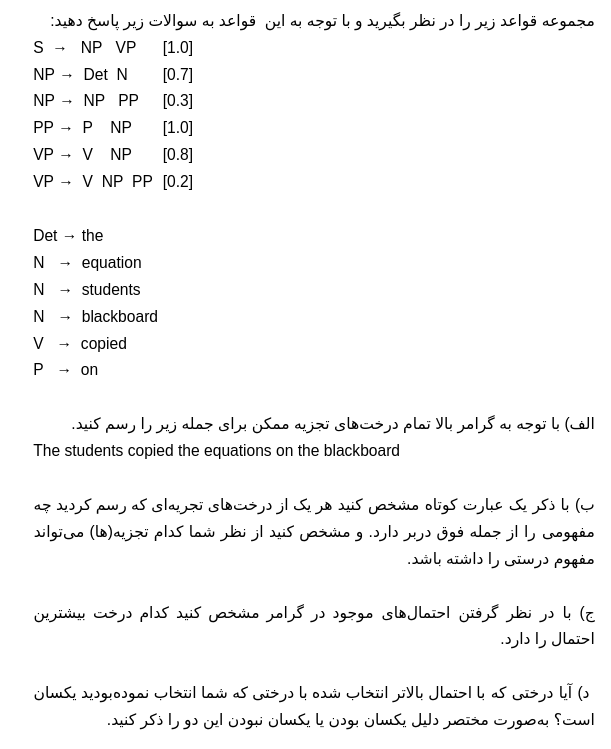 مجموعه قواعد زیر را در نظر بگیرید و با توجه به این قواعد به سوالات زیر پاسخ دهید:
S → NP VP [1.0]
NP → Det N [0.7]
NP → NP PP [0.3]
PP → P NP [1.0]
VP → V NP [0.8]
VP → V NP PP [0.2]
Det → the
N → equation
N → students
N → blackboard
V → copied
P → on
الف) با توجه به گرامر بالا تمام درخت‌های تجزیه ممکن برای جمله زیر را رسم کنید.
The students copied the equations on the blackboard
ب) با ذکر یک عبارت کوتاه مشخص کنید هر یک از درخت‌های تجریه‌ای که رسم کردید چه
مفهومی را از جمله فوق دربر دارد. و مشخص کنید از نظر شما کدام تجزیه(ها) می‌تواند
مفهوم درستی را داشته باشد.
ج) با در نظر گرفتن احتمال‌های موجود در گرامر مشخص کنید کدام درخت بیشترین
احتمال را دارد.
د) آیا درختی که با احتمال بالاتر انتخاب شده با درختی که شما انتخاب نموده‌بودید یکسان
است؟ به‌صورت مختصر دلیل یکسان بودن یا یکسان نبودن این دو را ذکر کنید.